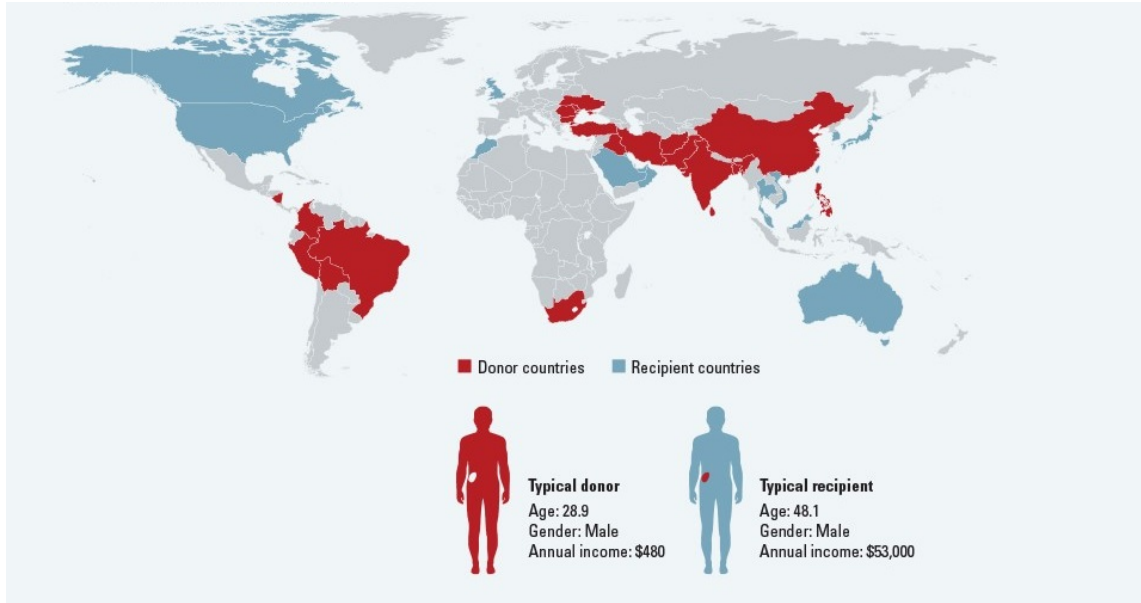 Donor countries
Recipient countries
Typical donor
Age: 28.9
Gender: Male
Annual income: $480
Typical recipient
Age: 48.1
Gender: Male
Annual income: $53,000